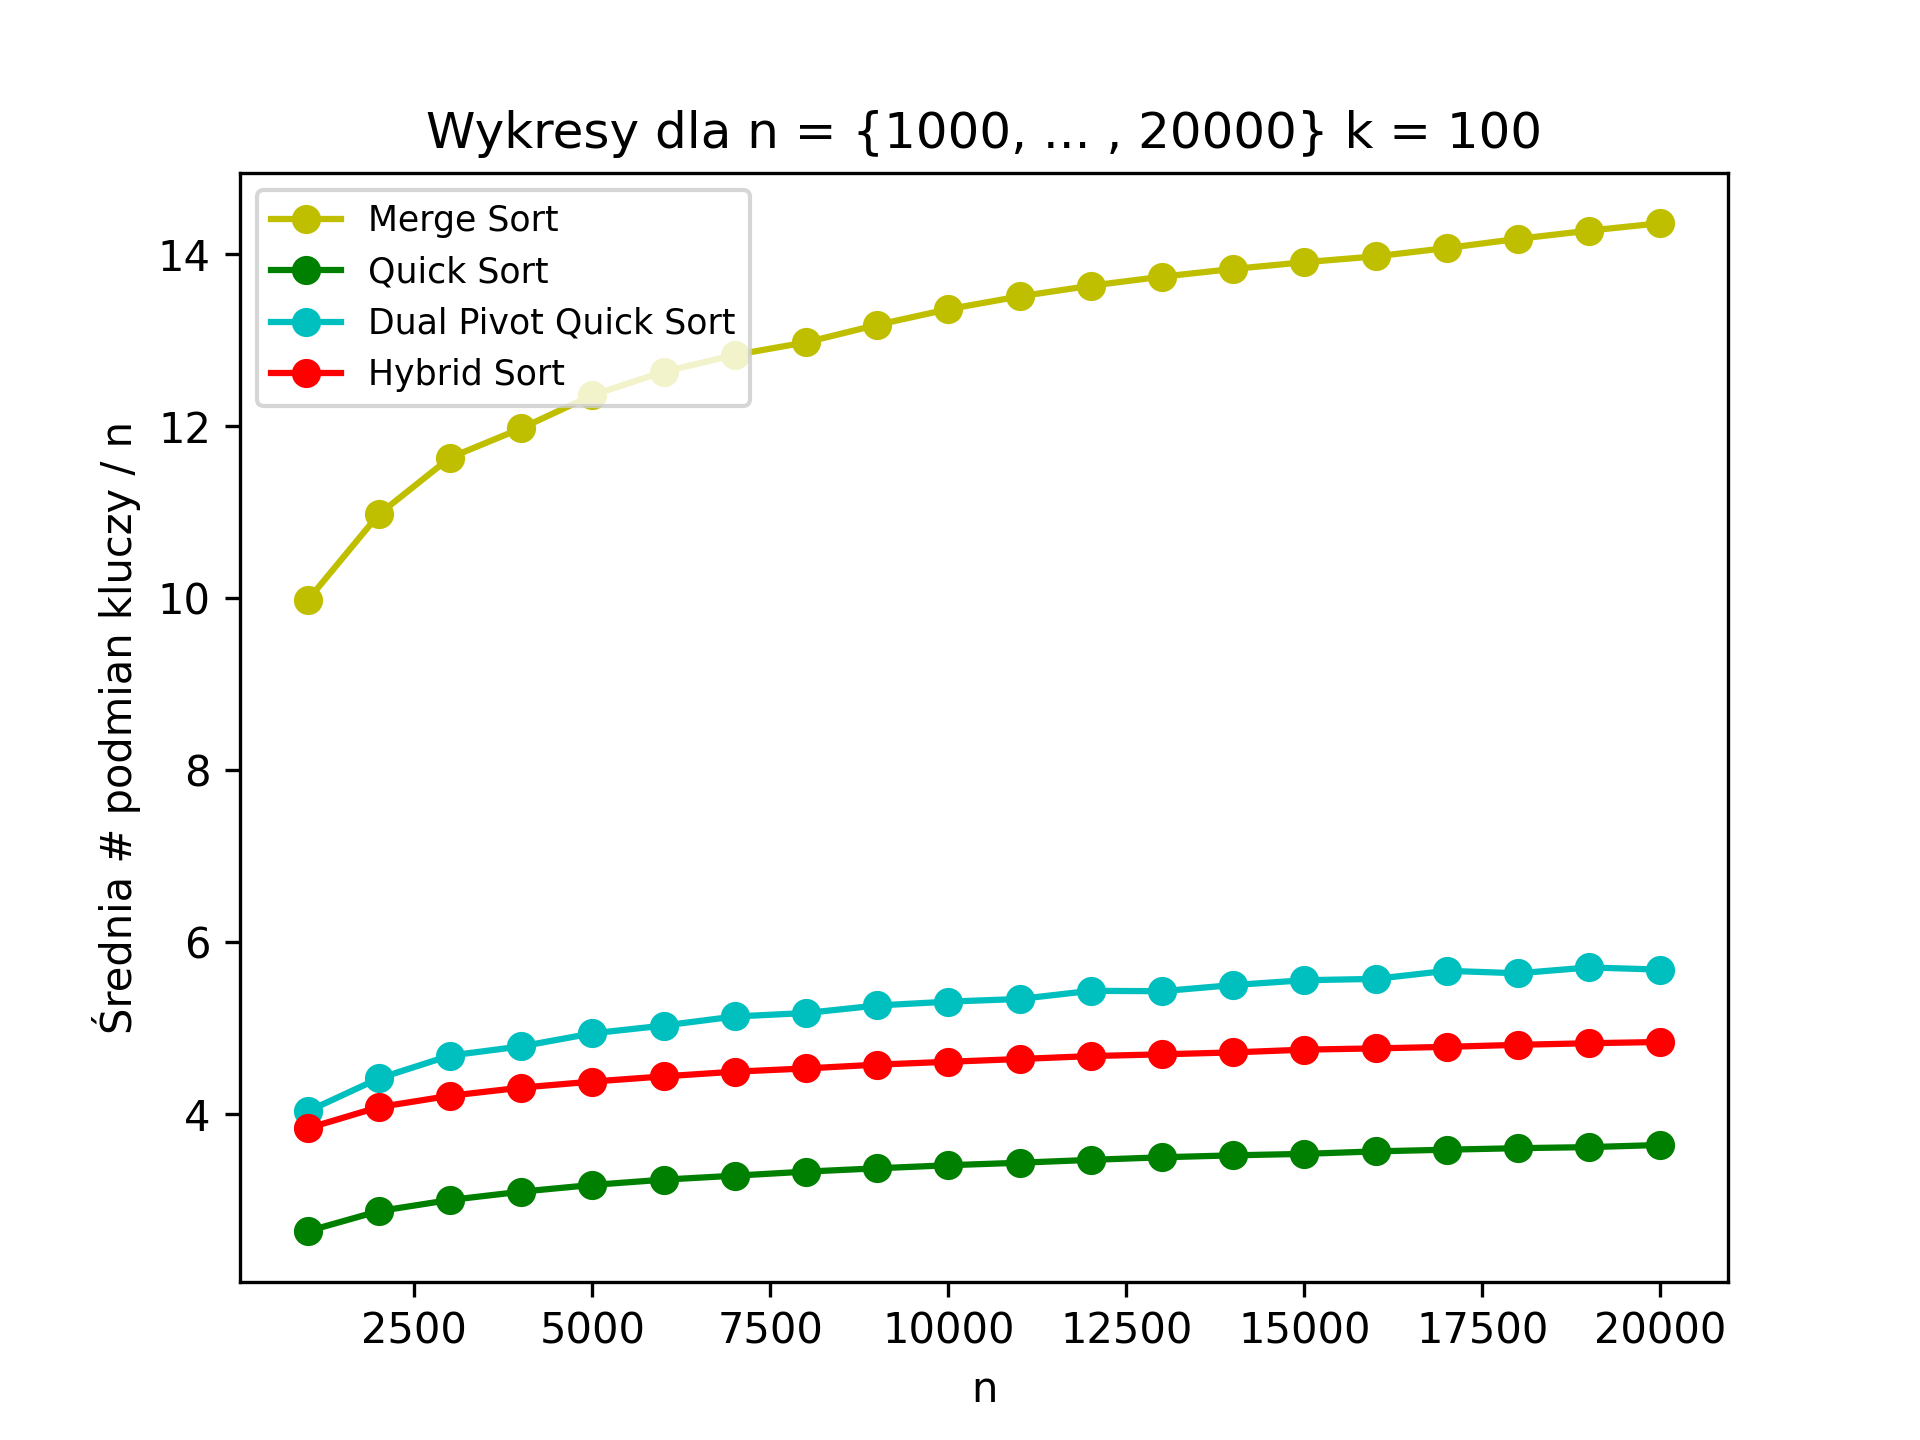 Wykresy dla n = {1000, ... , 20000} k = 100
Merge Sort
Quick Sort
Dual Pivot Quick Sort
Hybrid Sort
Średnia # podmian kluczy / n
14
12
10
8
6
4
2500 5000 7500 10000 12500 15000 17500 20000
n